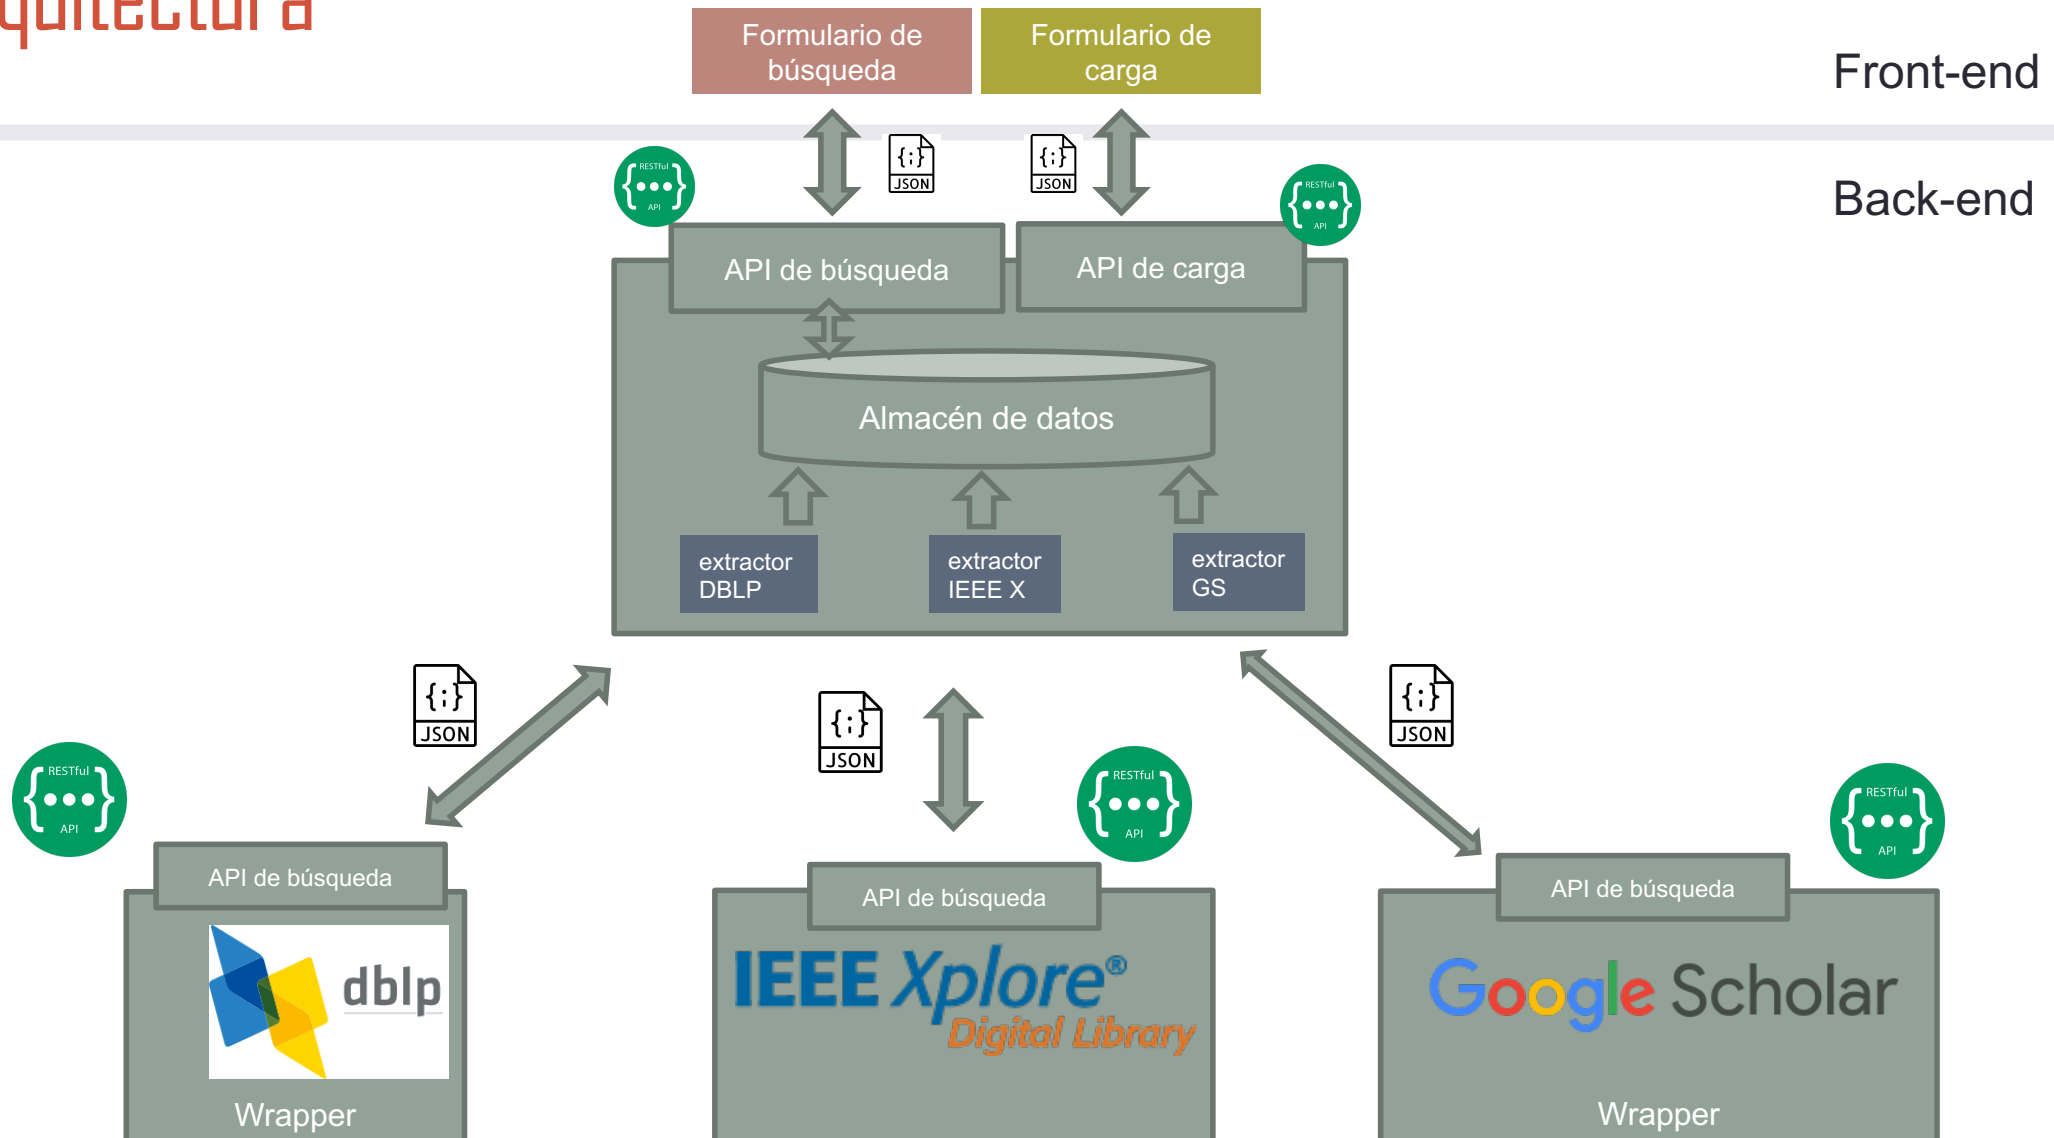 quitectura
Formulario de
búsqueda
Formulario de
carga
Front-end
{;}
JSON
{;}
JSON
RESTful
{•••}
API
RESTful
{•••}
API
Back-end
API de búsqueda
API de carga
Almacén de datos
extractor
DBLP
extractor
IEEE X
extractor
GS
{;}
JSON
{;}
JSON
{;}
JSON
RESTful
{•••}
API
RESTful
{•••}
API
RESTful
{•••}
API
API de búsqueda
API de búsqueda
API de búsqueda
dblp
IEEE Xplore®
Digital Library
Google Scholar
Wrapper
Wrapper